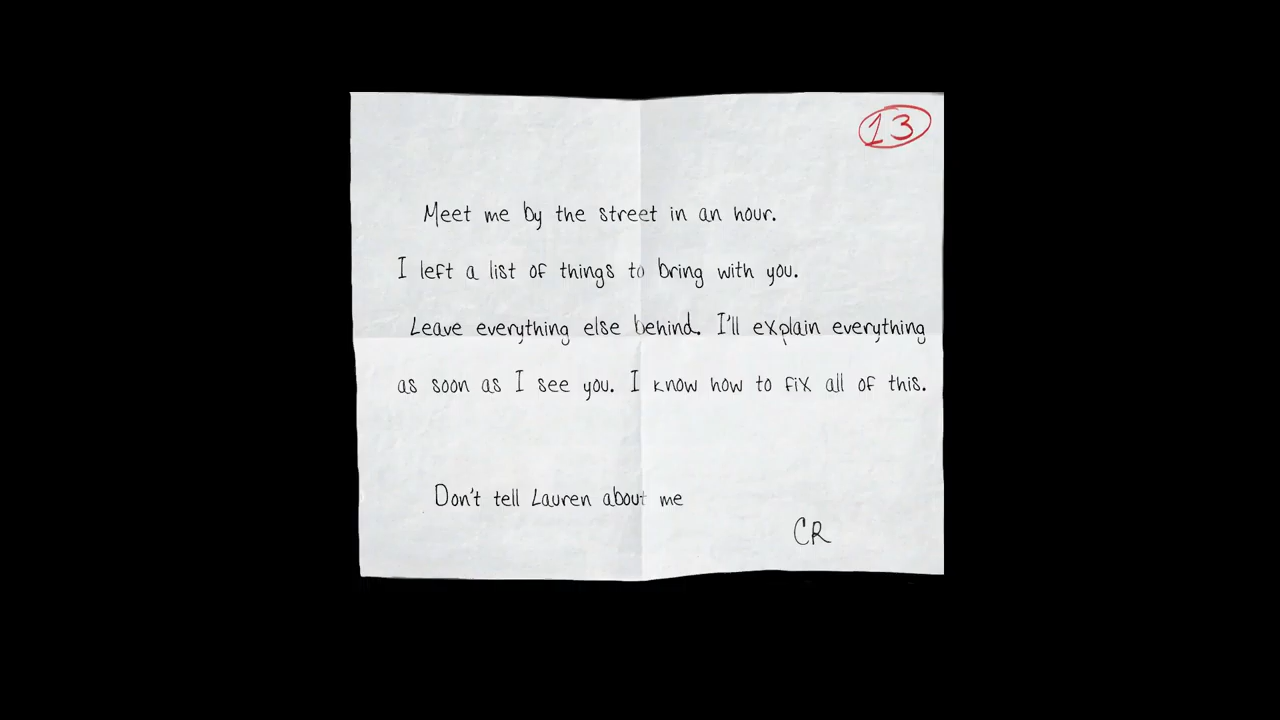 13
Meet me by the street in an hour.
I left a list of things to bring with you.
Leave everything else behind. I'll explain everything
as soon as I see you. I know how to fix all of this.
Don't tell Lauren about me
CR